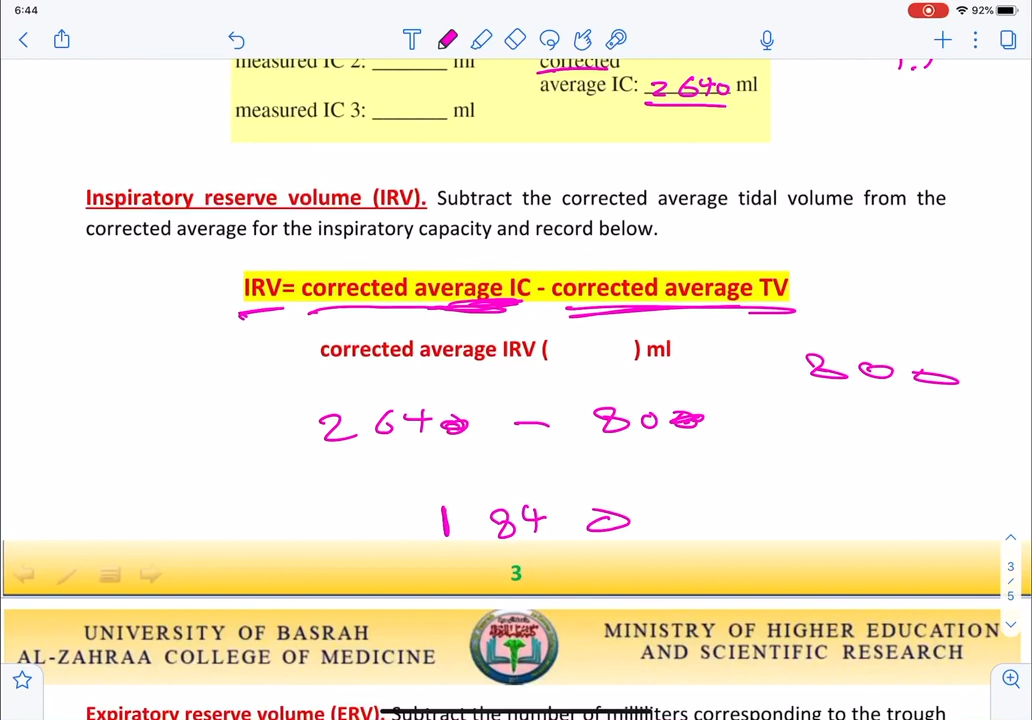 6:44
92%
measured IC 2: ________ ml
corrected
average IC: 2640 ml
measured IC 3: ________ ml
Inspiratory reserve volume (IRV). Subtract the corrected average tidal volume from the
corrected average for the inspiratory capacity and record below.
IRV= corrected average IC - corrected average TV
corrected average IRV ( ) ml
800
2640 - 800
1840
3
3
/
5
UNIVERSITY OF BASRAH
AL-ZAHRAA COLLEGE OF MEDICINE
MINISTRY OF HIGHER EDUCATION
AND SCIENTIFIC RESEARCH
Expiratory reserve volume (ERV). Subtract the number of milliliters corresponding to the trough